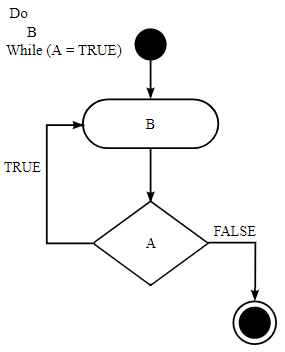 Do
B
While (A = TRUE)
B
TRUE
A
FALSE